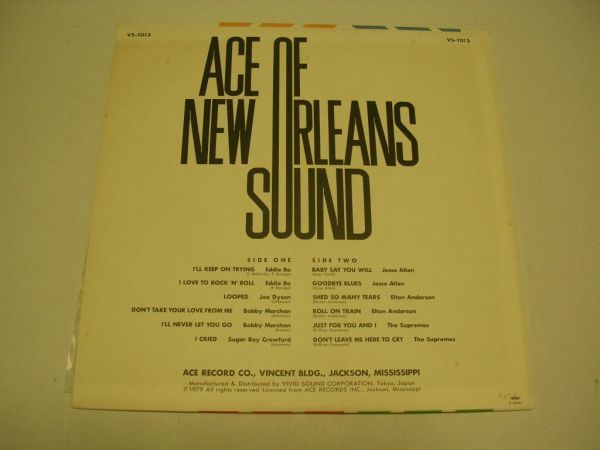 VS-1013
VS-1013
ACE OF
NEW ORLEANS
SOUND
SIDE ONE
I'LL KEEP ON TRYING Eddie Bo
I LOVE TO ROCK 'N' ROLL Eddie Bo
LOOPED Joe Dyson
(Unknown)
DON'T TAKE YOUR LOVE FROM ME Bobby Marchan
I'LL NEVER LET YOU GO Bobby Marchan
I CRIED Sugar Boy Crawford
(Unknown)
SIDE TWO
BABY SAY YOU WILL Jesse Allen
GOODBYE BLUES Jesse Allen
(Jesse Allen)
SHED SO MANY TEARS Elton Anderson
ROLL ON TRAIN Elton Anderson
JUST FOR YOU AND I The Supremes
DON'T LEAVE ME HERE TO CRY The Supremes
ACE RECORD CO., VINCENT BLDG., JACKSON, MISSISSIPPI
Manufactured & Distributed by VIVID SOUND CORPORATION, Tokyo, Japan
℗ 1979 All rights reserved Licensed from ACE RECORDS INC., Jackson, Mississippi